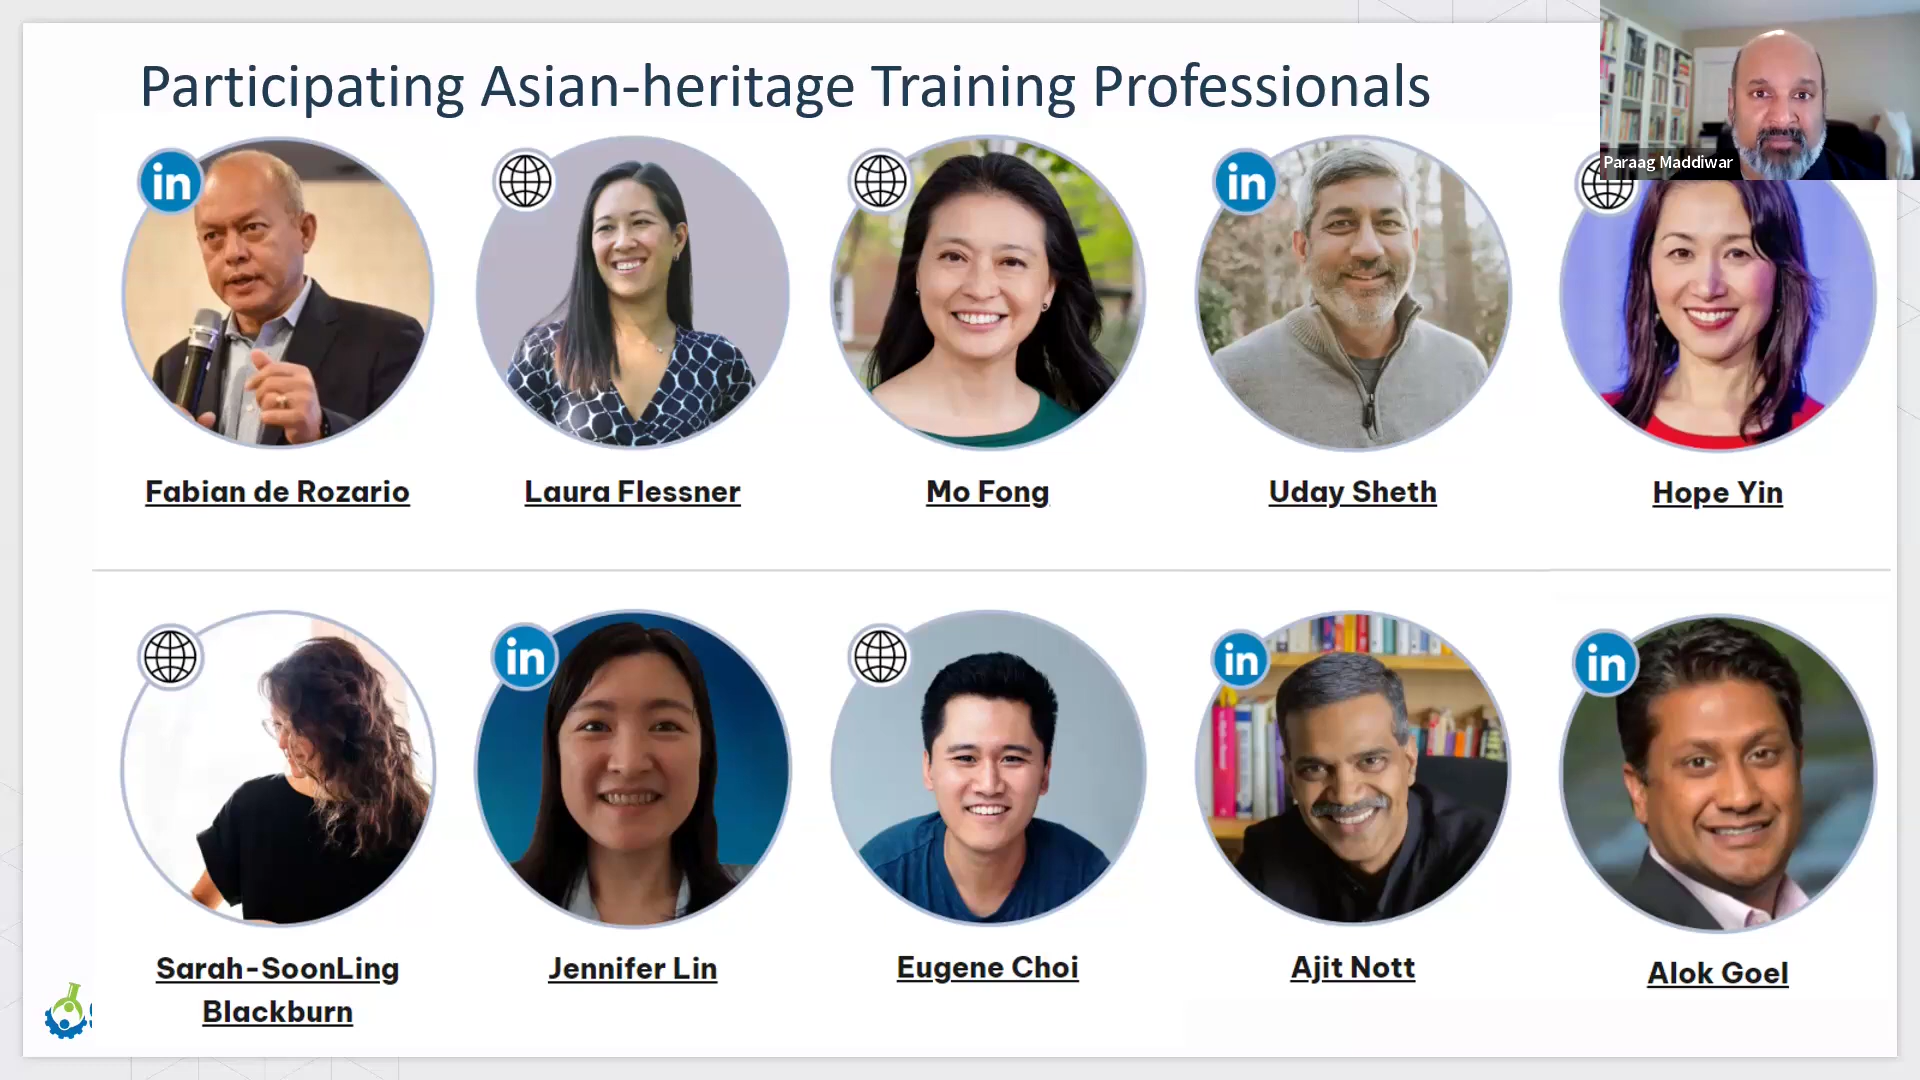 Participating Asian-heritage Training Professionals
Paraag Maddiwar
in
in
Fabian de Rozario
Laura Flessner
Mo Fong
Uday Sheth
Hope Yin
in
in
in
Sarah-SoonLing
Blackburn
Jennifer Lin
Eugene Choi
Ajit Nott
Alok Goel